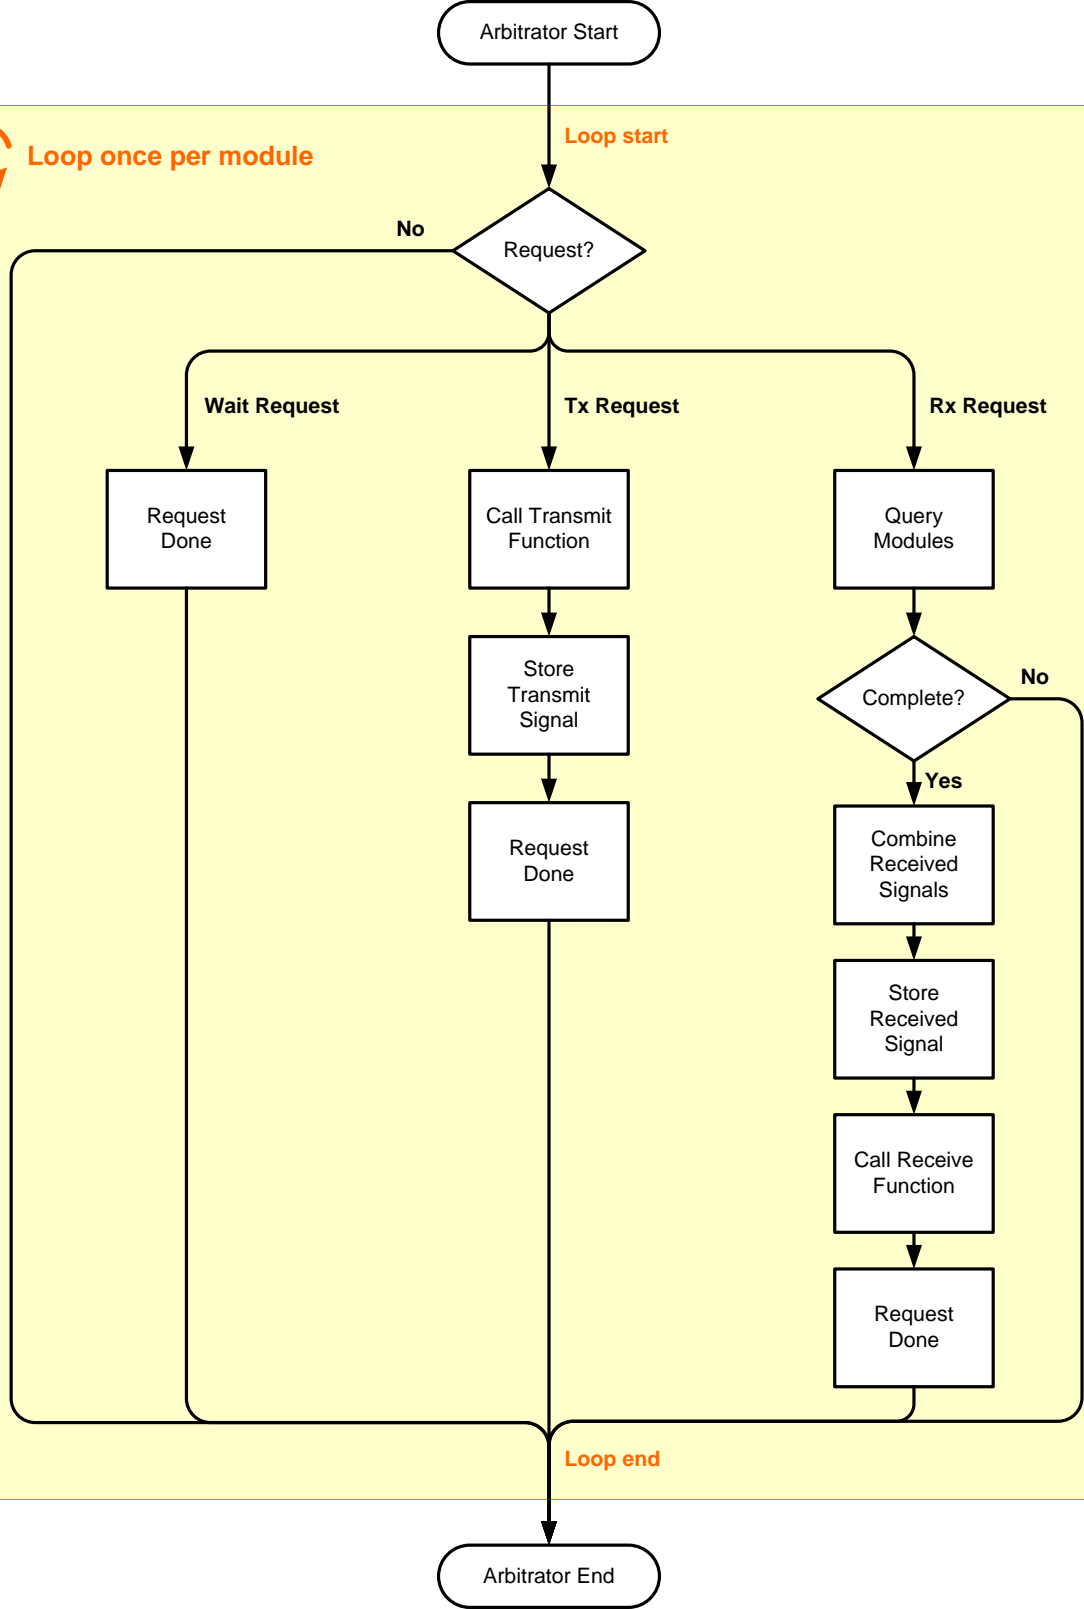 Arbitrator Start
Loop start
Loop once per module
No
Request?
Wait Request
Tx Request
Rx Request
Request
Done
Call Transmit
Function
Query
Modules
Store
Transmit
Signal
Complete?
No
Yes
Request
Done
Combine
Received
Signals
Store
Received
Signal
Call Receive
Function
Request
Done
Loop end
Arbitrator End